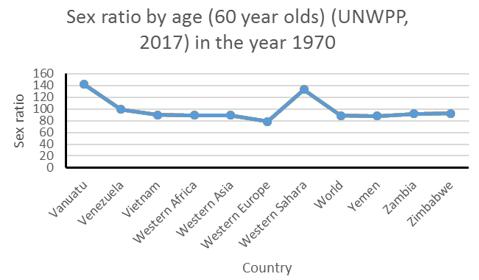 Sex ratio by age (60 year olds) (UNWPP,
2017) in the year 1970
Sex ratio
160
140
120
100
80
60
40
20
0
Vanuatu
Venezuela
Vietnam
Western Africa
Western Asia
Western Europe
Western Sahara
World
Yemen
Zambia
Zimbabwe
Country